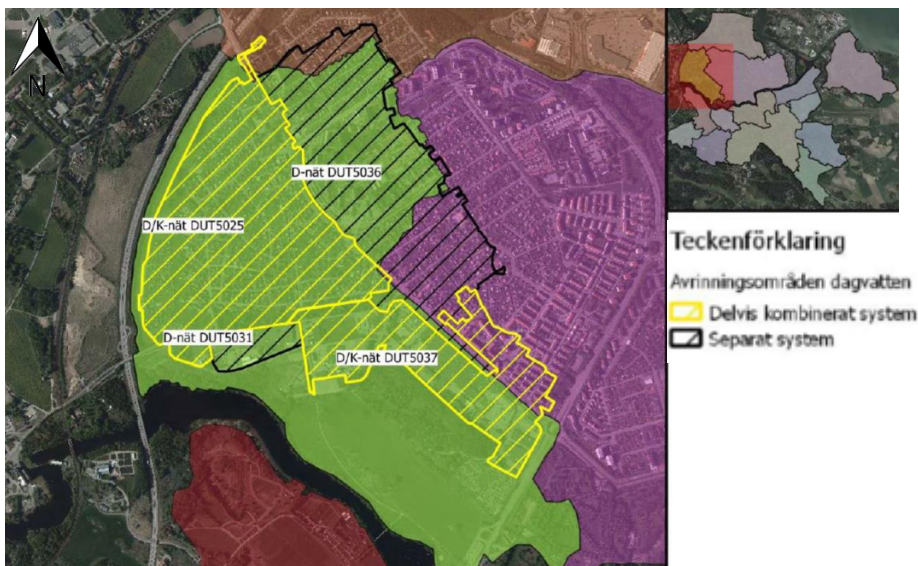 N
D-nät DUT5036
D/K-nät DUT5025
D-nät DUT5031
D/K-nät DUT5037
Teckenförklaring
Avrinningsområden dagvatten
Delvis kombinerat system
Separat system